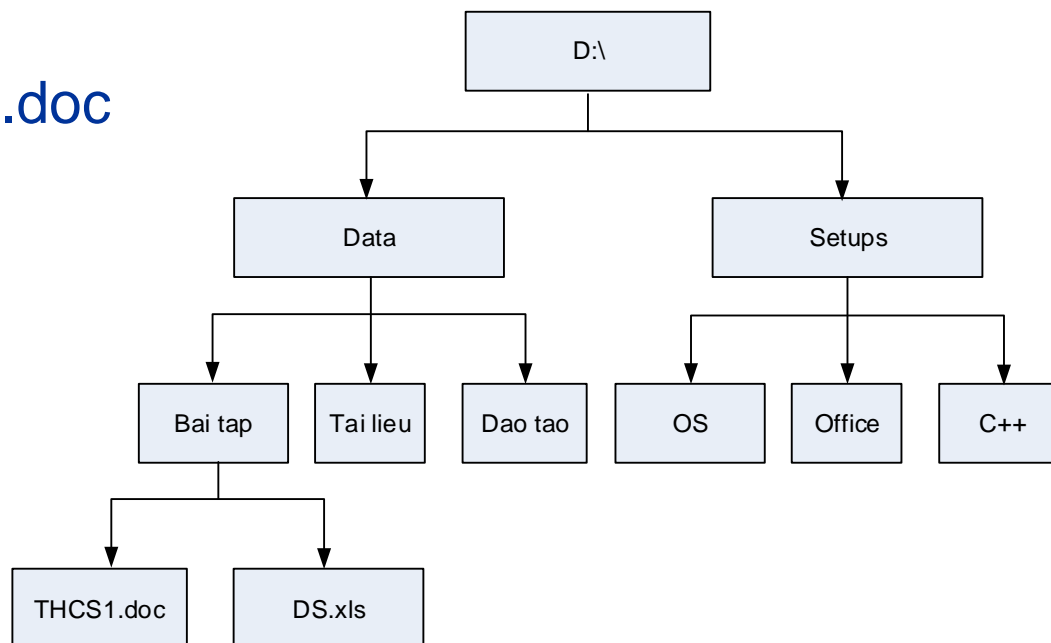 D:\
.doc
Data
Setups
Bai tap
Tai lieu
Dao tao
OS
Office
C++
THCS1.doc
DS.xls